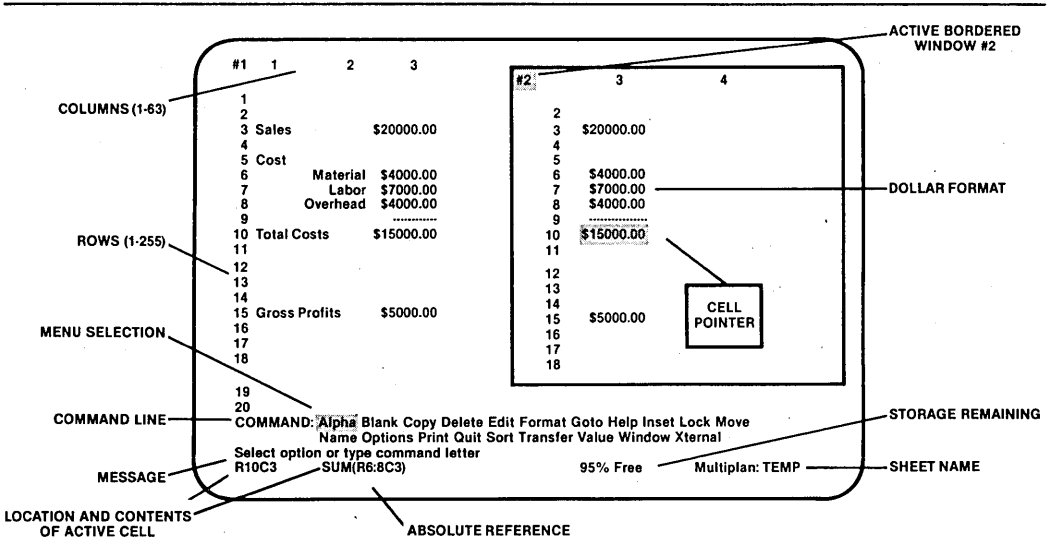 ACTIVE BORDERED
WINDOW #2
#1 1 2 3
#2 3 4
COLUMNS (1-63)
1
2
3 Sales $20000.00
4
5 Cost
6 Material $4000.00
7 Labor $7000.00
8 Overhead $4000.00
9 ------------
10 Total Costs $15000.00
11
12
13
14
15 Gross Profits $5000.00
16
17
18
19
20
2
3 $20000.00
4
5
6 $4000.00
7 $7000.00
8 $4000.00
9 --------------
10 $15000.00
11
12
13
14
15 $5000.00
16
17
18
DOLLAR FORMAT
ROWS (1-255)
CELL
POINTER
MENU SELECTION
COMMAND LINE
COMMAND: Alpha Blank Copy Delete Edit Format Goto Help Inset Lock Move
Name Options Print Quit Sort Transfer Value Window Xternal
Select option or type command letter
R10C3 SUM(R6:8C3) 95% Free Multiplan: TEMP
STORAGE REMAINING
SHEET NAME
MESSAGE
LOCATION AND CONTENTS
OF ACTIVE CELL
ABSOLUTE REFERENCE